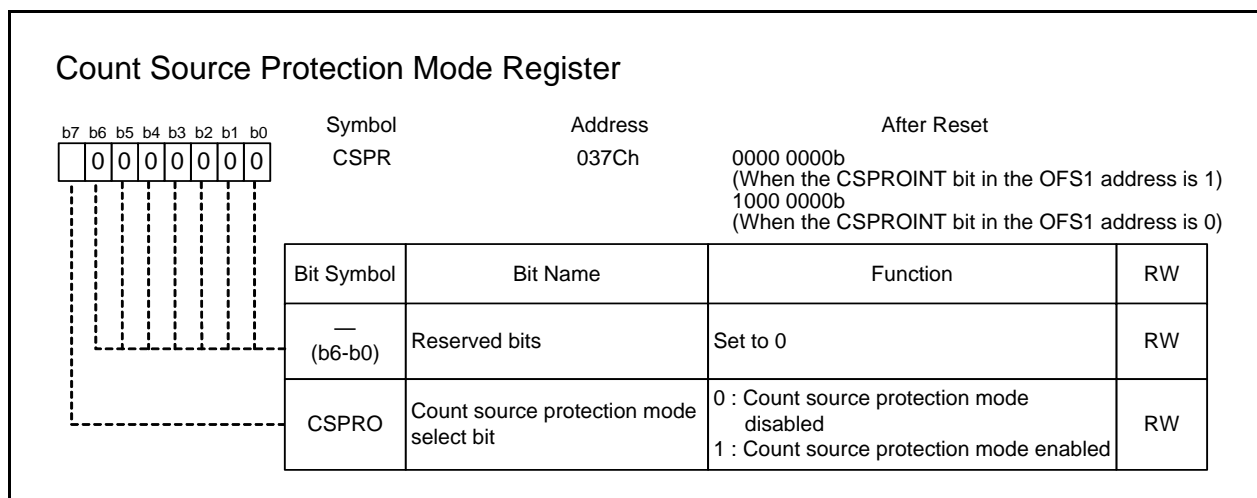 Count Source Protection Mode Register
b7 b6 b5 b4 b3 b2 b1 b0 Symbol Address After Reset
0 0 0 0 0 0 0 CSPR 037Ch 0000 0000b
(When the CSPROINT bit in the OFS1 address is 1)
1000 0000b
(When the CSPROINT bit in the OFS1 address is 0)
Bit Symbol Bit Name Function RW
—
(b6-b0) Reserved bits Set to 0 RW
CSPRO Count source protection mode
select bit
0 : Count source protection mode
disabled
1 : Count source protection mode enabled
RW